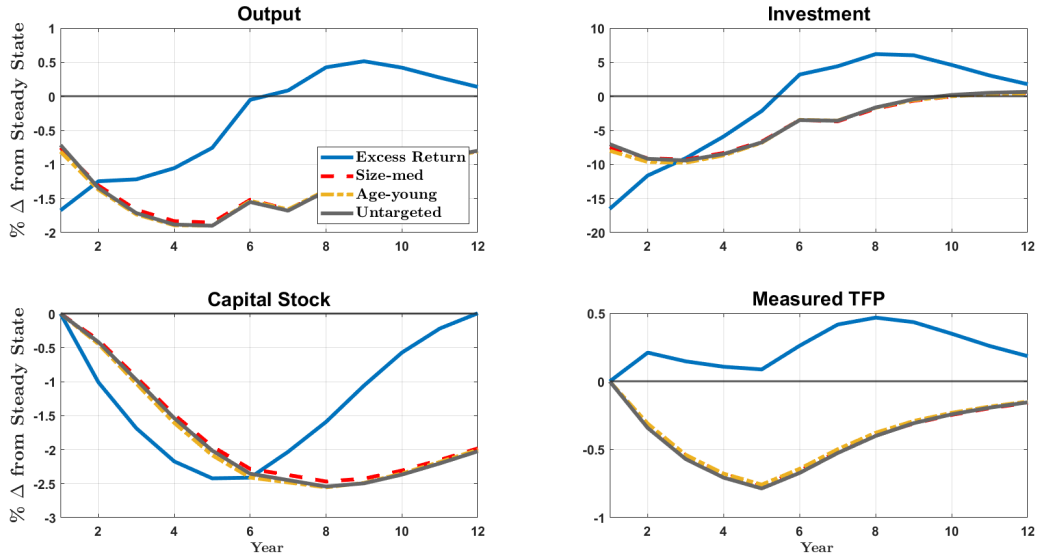 Output
% Δ from Steady State
0.5
0
-0.5
-1
-1.5
-2
2 4 6 8 10 12
Excess Return
Size-med
Age-young
Untargeted
Investment
10
5
0
-5
-10
-15
-20
2 4 6 8 10 12
Capital Stock
% Δ from Steady State
0
-0.5
-1
-1.5
-2
-2.5
-3
2 4 6 8 10 12
Year
Measured TFP
0.5
0
-0.5
-1
2 4 6 8 10 12
Year